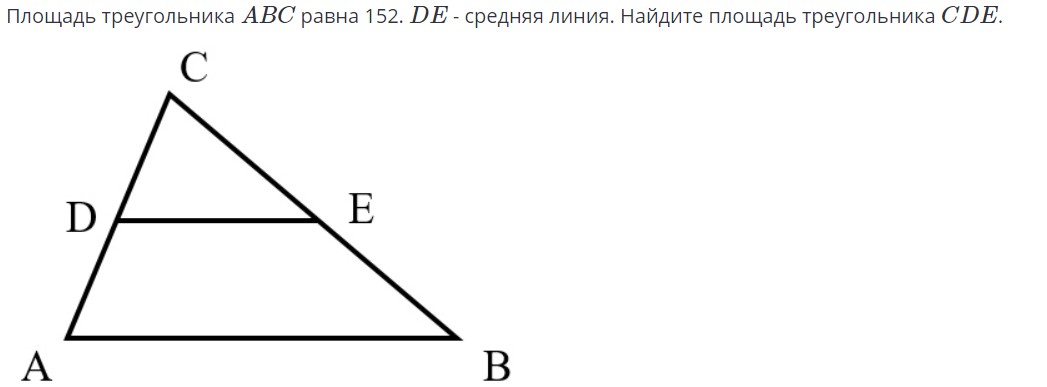 Площадь треугольника ABC равна 152. DE - средняя линия. Найдите площадь треугольника CDE.
C
D
E
A
B